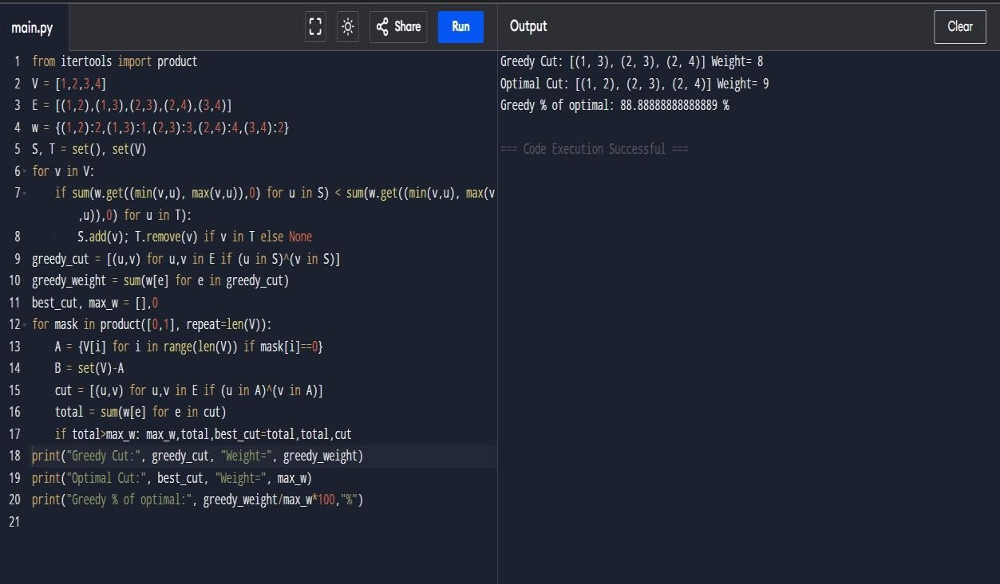 main.py
Share
Run
Output
Clear
1 from itertools import product
2 V = [1,2,3,4]
3 E = [(1,2),(1,3),(2,3),(2,4),(3,4)]
4 w = {(1,2):2,(1,3):1,(2,3):3,(2,4):4,(3,4):2}
5 S, T = set(), set(V)
6 for v in V:
7     if sum(w.get((min(v,u), max(v,u)),0) for u in S) < sum(w.get((min(v,u), max(v
,u)),0) for u in T):
8         S.add(v); T.remove(v) if v in T else None
9 greedy_cut = [(u,v) for u,v in E if (u in S)^(v in S)]
10 greedy_weight = sum(w[e] for e in greedy_cut)
11 best_cut, max_w = [],0
12 for mask in product([0,1], repeat=len(V)):
13     A = {V[i] for i in range(len(V)) if mask[i]==0}
14     B = set(V)-A
15     cut = [(u,v) for u,v in E if (u in A)^(v in A)]
16     total = sum(w[e] for e in cut)
17     if total>max_w: max_w,total,best_cut=total,total,cut
18 print("Greedy Cut:", greedy_cut, "Weight=", greedy_weight)
19 print("Optimal Cut:", best_cut, "Weight=", max_w)
20 print("Greedy % of optimal:", greedy_weight/max_w*100,"%")
21
Greedy Cut: [(1, 3), (2, 3), (2, 4)] Weight= 8
Optimal Cut: [(1, 2), (2, 3), (2, 4)] Weight= 9
Greedy % of optimal: 88.88888888888889 %
=== Code Execution Successful ===